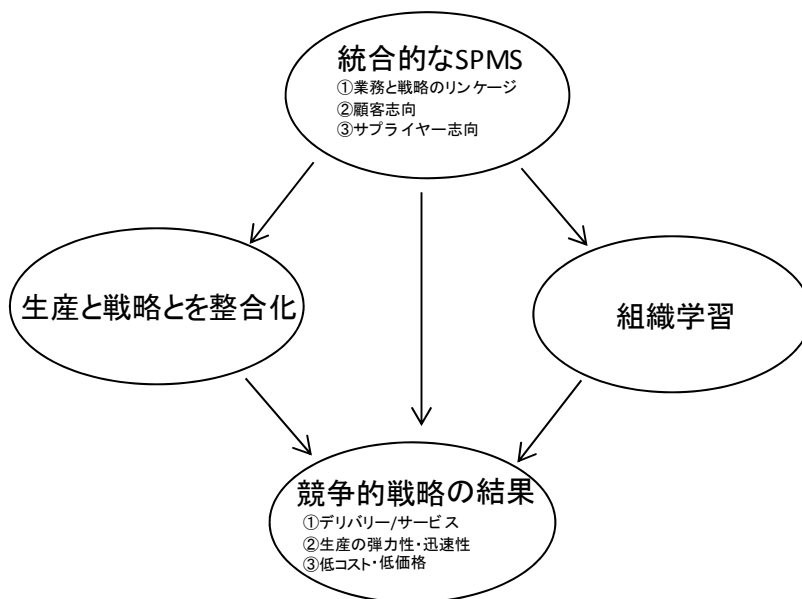 統合的なSPMS
①業務と戦略のリンケージ
②顧客志向
③サプライヤー志向
生産と戦略とを整合化
組織学習
競争的戦略の結果
①デリバリー/サービス
②生産の弾力性・迅速性
③低コスト・低価格